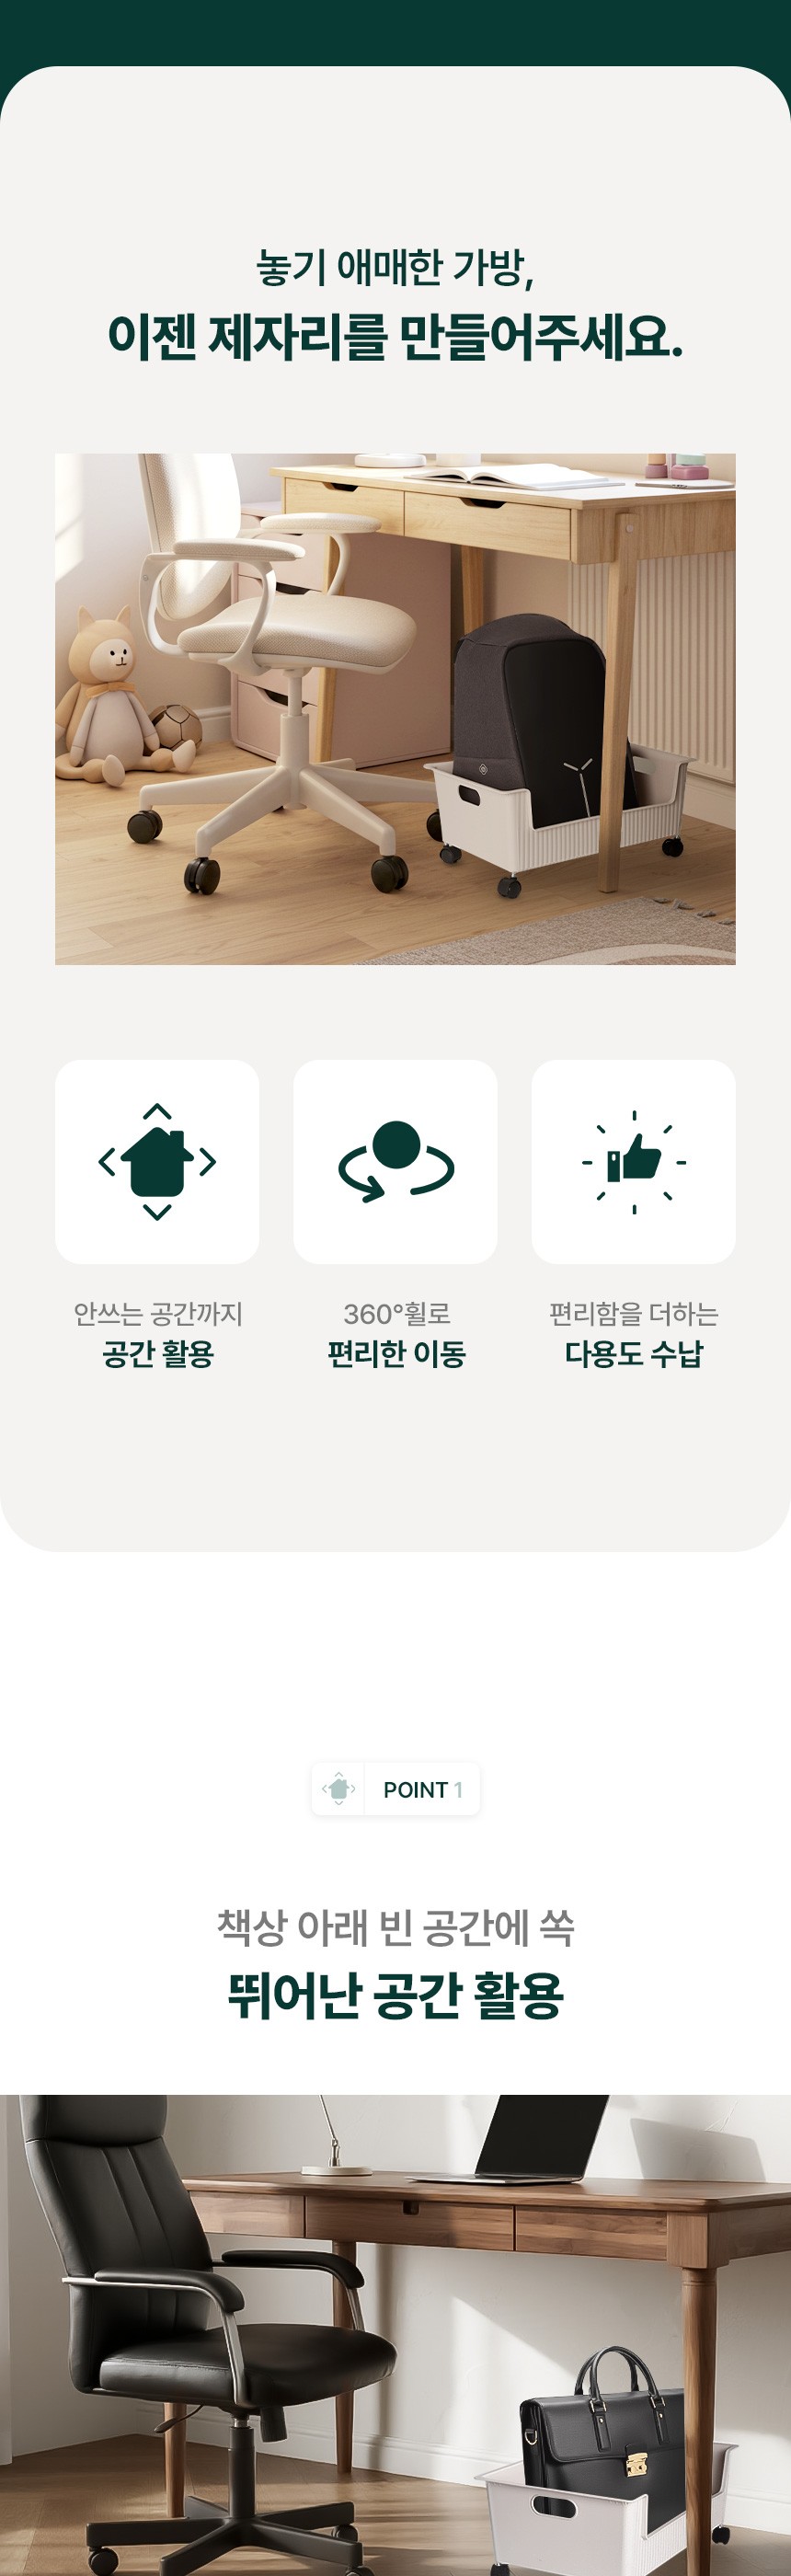 놓기 애매한 가방,
이젠 제자리를 만들어주세요.
안쓰는 공간까지
공간 활용
360°휠로
편리한 이동
편리함을 더하는
다용도 수납
POINT 1
책상 아래 빈 공간에 쏙
뛰어난 공간 활용